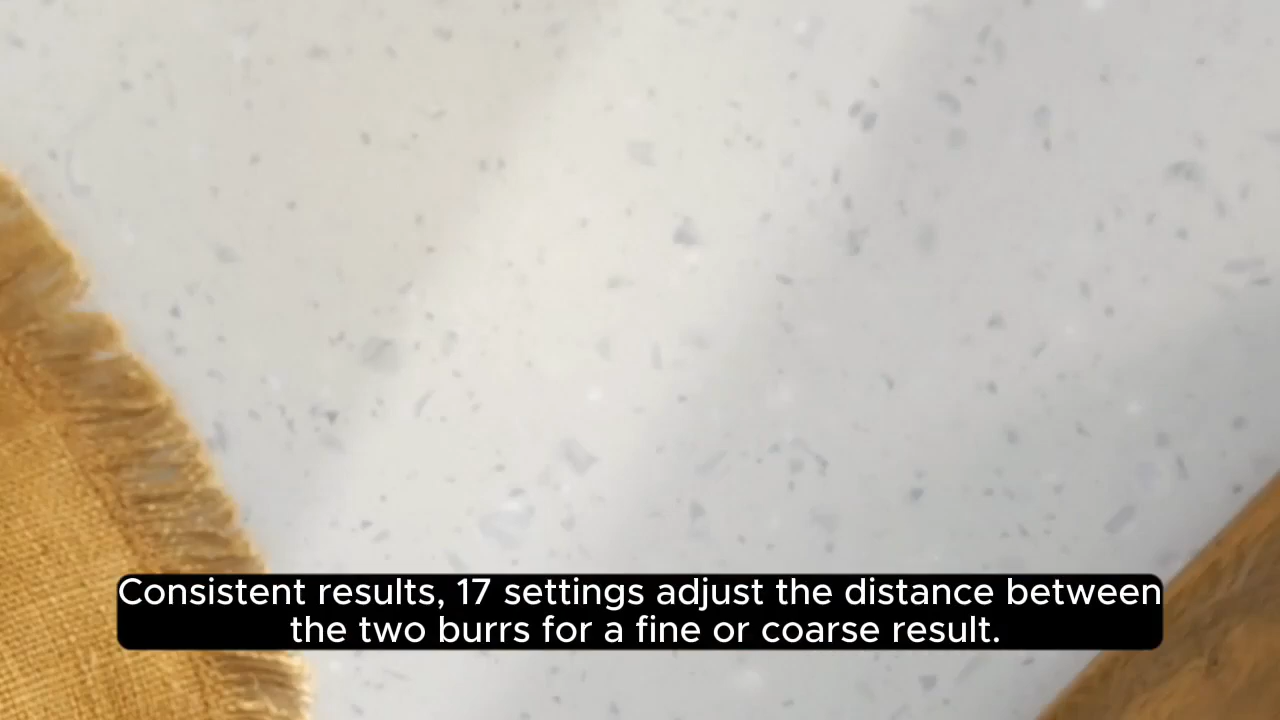 Consistent results, 17 settings adjust the distance between
the two burrs for a fine or coarse result.